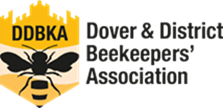 DDBKA
Dover & District
Beekeepers'
Association